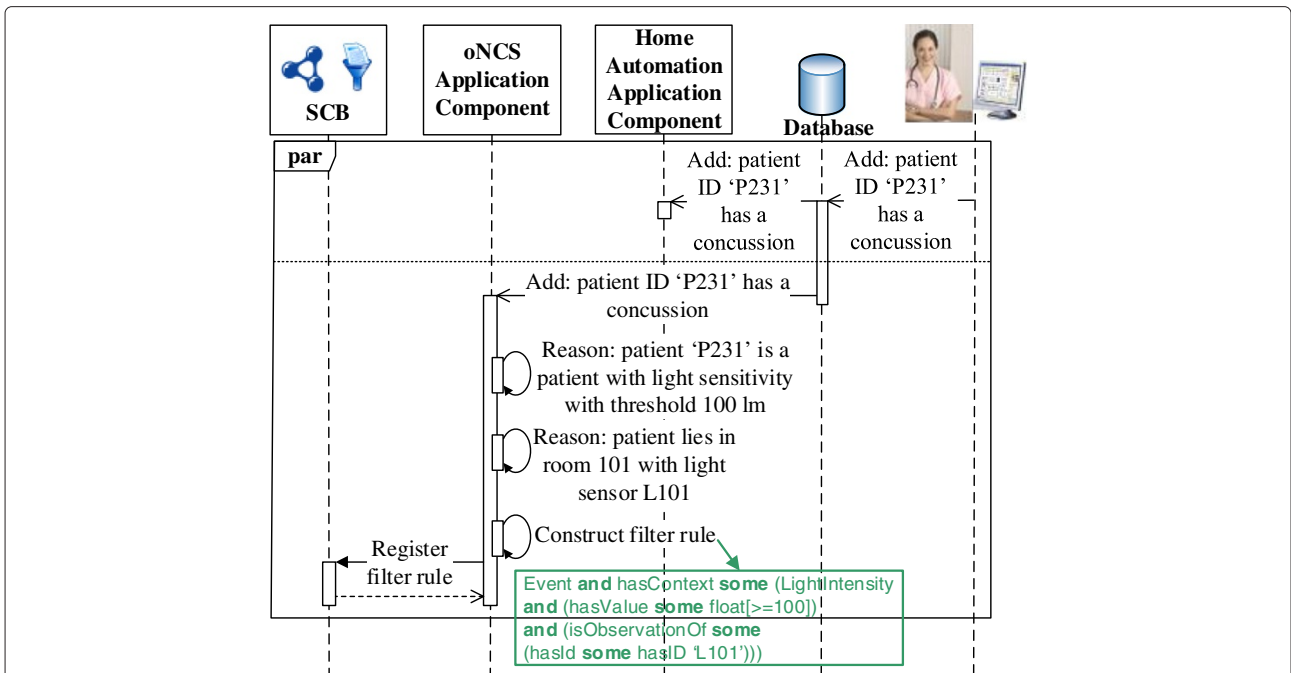 SCB
oNCS
Application
Component
Home
Automation
Application
Component
Database
par
Add: patient
ID ‘P231’
has a
concussion
Add: patient
ID ‘P231’
has a
concussion
Add: patient ID ‘P231’ has a
concussion
Reason: patient ‘P231’ is a
patient with light sensitivity
with threshold 100 lm
Reason: patient lies in
room 101 with light
sensor L101
Construct filter rule
Register
filter rule
Event and hasContext some (LightIntensity
and (hasValue some float[>=100])
and (isObservationOf some
(hasId some hasID ‘L101’)))